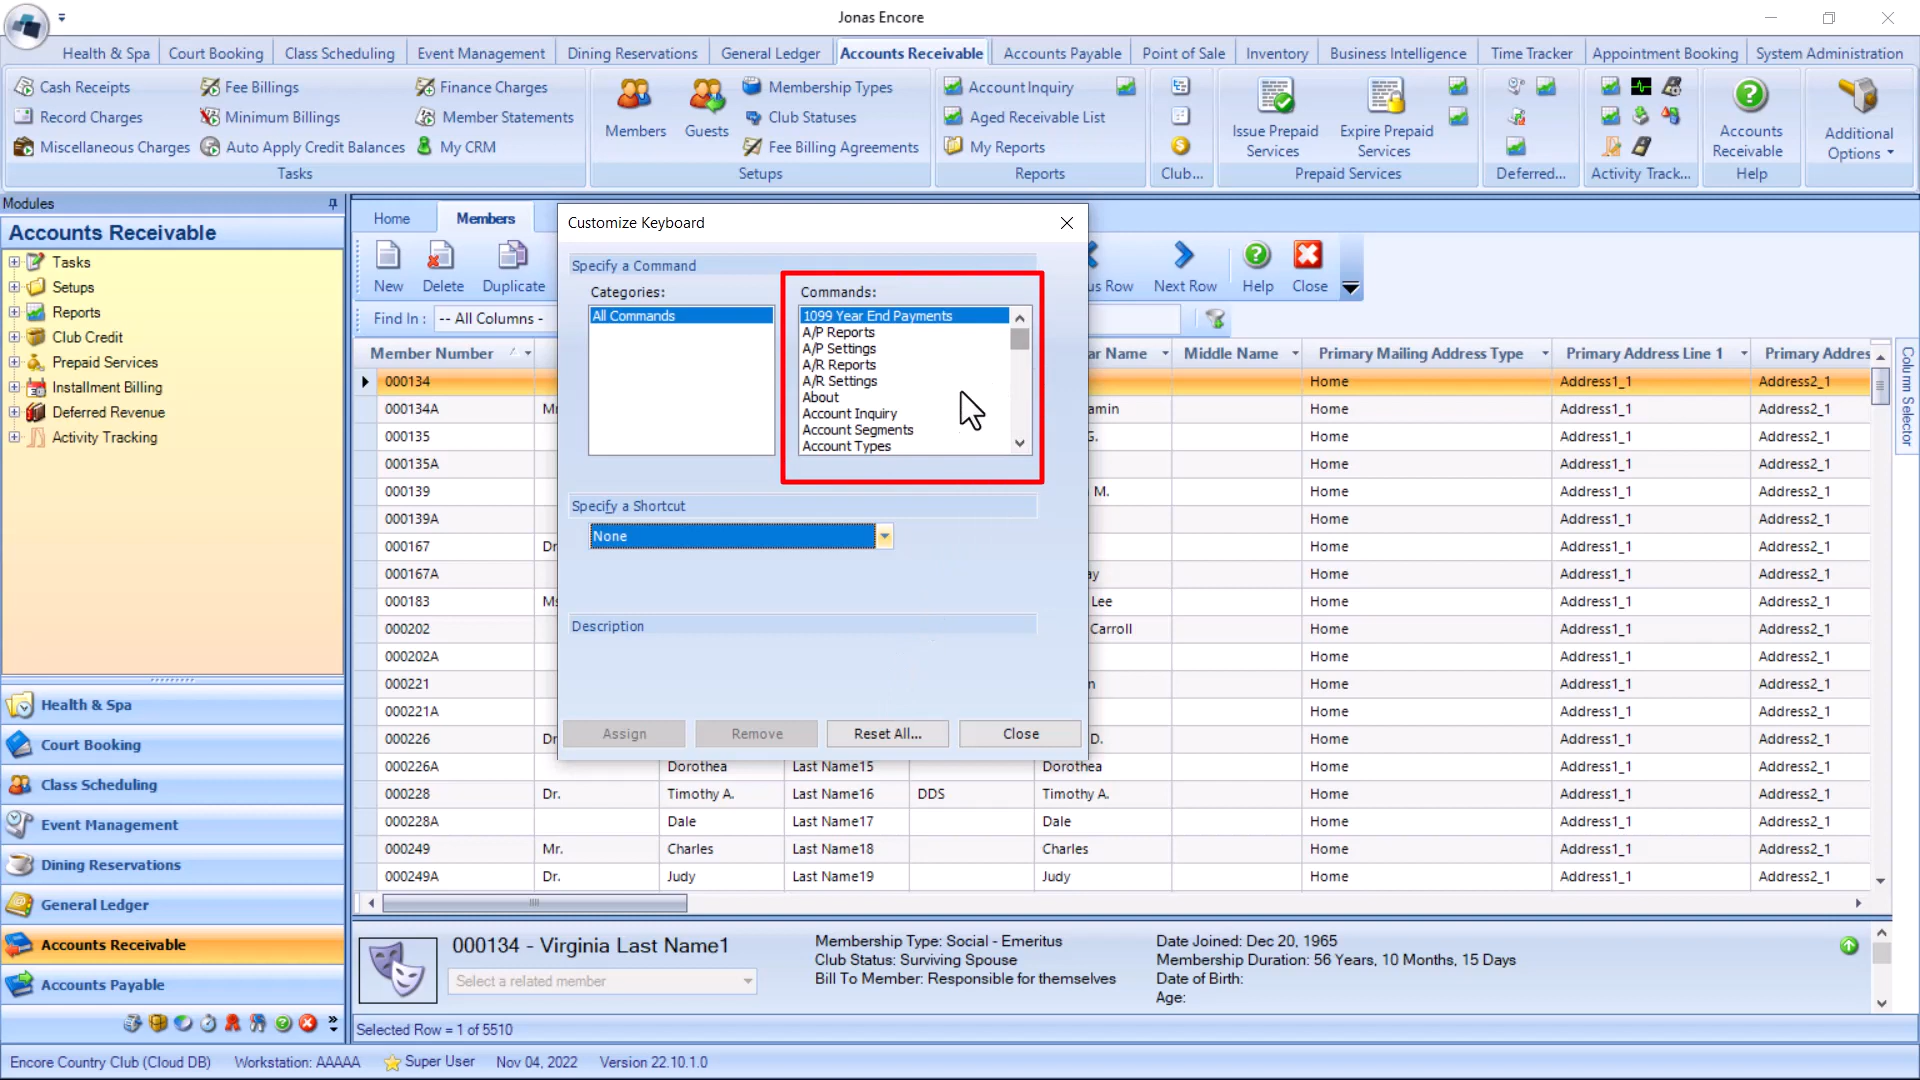 Jonas Encore
Health & Spa Court Booking Class Scheduling Event Management Dining Reservations General Ledger Accounts Receivable Accounts Payable Point of Sale Inventory Business Intelligence Time Tracker Appointment Booking System Administration
Cash Receipts
Record Charges
Miscellaneous Charges
Fee Billings
Minimum Billings
Auto Apply Credit Balances
Finance Charges
Member Statements
My CRM
Tasks
Members
Guests
Membership Types
Club Statuses
Fee Billing Agreements
Setups
Account Inquiry
Aged Receivable List
My Reports
Reports
Club...
Issue Prepaid
Services
Expire Prepaid
Services
Prepaid Services
Deferred...
Activity Track...
Accounts
Receivable
Help
Additional
Options
Modules
Accounts Receivable
Tasks
Setups
Reports
Club Credit
Prepaid Services
Installment Billing
Deferred Revenue
Activity Tracking
Health & Spa
Court Booking
Class Scheduling
Event Management
Dining Reservations
General Ledger
Accounts Receivable
Accounts Payable
Home Members
New Delete Duplicate
Row Next Row Help Close
Find In : -- All Columns -
Customize Keyboard
Specify a Command
Categories:
All Commands
Commands:
1099 Year End Payments
A/P Reports
A/P Settings
A/R Reports
A/R Settings
About
Account Inquiry
Account Segments
Account Types
Specify a Shortcut
None
Description
Assign Remove Reset All... Close
Member Number Name Middle Name Primary Mailing Address Type Primary Address Line 1 Primary Addres
000134 Home Address1_1 Address2_1
000134A Home Address1_1 Address2_1
000135 Home Address1_1 Address2_1
000135A Home Address1_1 Address2_1
000139 M. Home Address1_1 Address2_1
000139A Home Address1_1 Address2_1
000167 Dr Home Address1_1 Address2_1
000167A Home Address1_1 Address2_1
000183 Lee Home Address1_1 Address2_1
000202 Carroll Home Address1_1 Address2_1
000202A Home Address1_1 Address2_1
000221 Home Address1_1 Address2_1
000221A Home Address1_1 Address2_1
000226 Dr D. Home Address1_1 Address2_1
000226A Dorothea Last Name15 Dorothea Home Address1_1 Address2_1
000228 Dr. Timothy A. Last Name16 DDS Timothy A. Home Address1_1 Address2_1
000228A Dale Last Name17 Dale Home Address1_1 Address2_1
000249 Mr. Charles Last Name18 Charles Home Address1_1 Address2_1
000249A Dr. Judy Last Name19 Judy Home Address1_1 Address2_1
Column Selector
000134 - Virginia Last Name1
Select a related member
Membership Type: Social - Emeritus
Club Status: Surviving Spouse
Bill To Member: Responsible for themselves
Date Joined: Dec 20, 1965
Membership Duration: 56 Years, 10 Months, 15 Days
Date of Birth:
Age:
Selected Row = 1 of 5510
Encore Country Club (Cloud DB) Workstation: AAAAA Super User Nov 04, 2022 Version 22.10.1.0